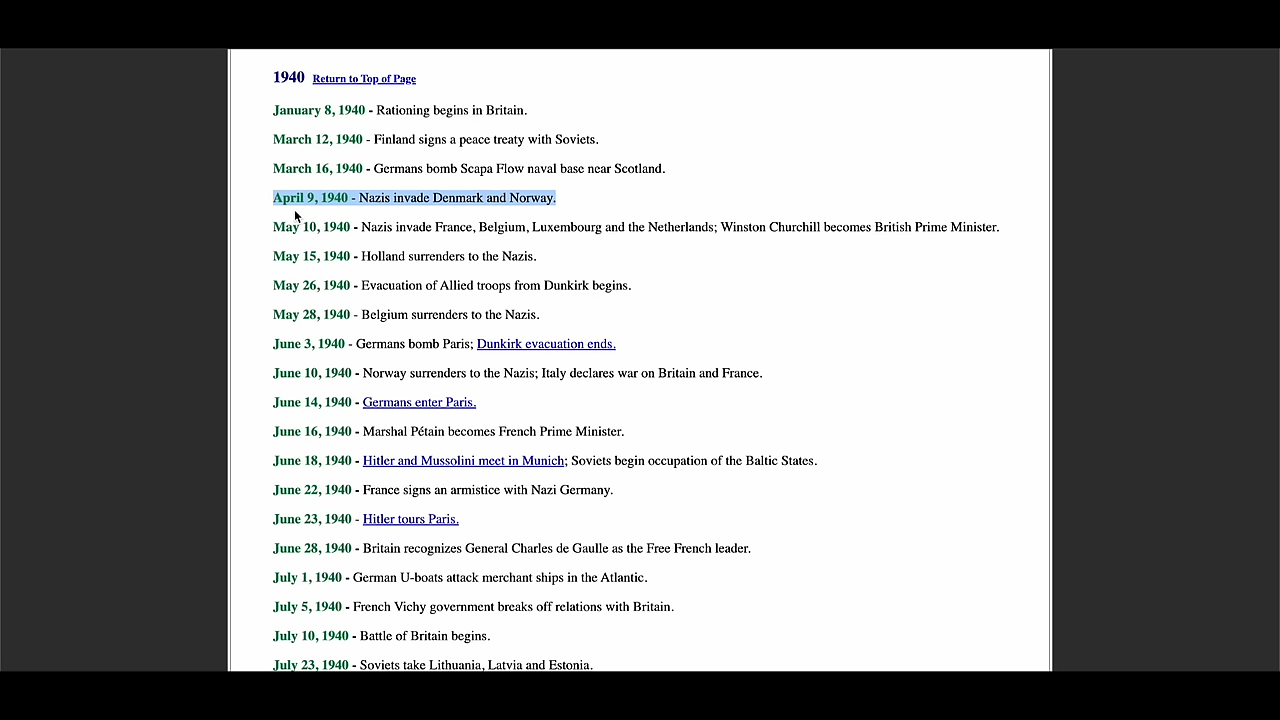 1940 Return to Top of Page
January 8, 1940 - Rationing begins in Britain.
March 12, 1940 - Finland signs a peace treaty with Soviets.
March 16, 1940 - Germans bomb Scapa Flow naval base near Scotland.
April 9, 1940 - Nazis invade Denmark and Norway.
May 10, 1940 - Nazis invade France, Belgium, Luxembourg and the Netherlands; Winston Churchill becomes British Prime Minister.
May 15, 1940 - Holland surrenders to the Nazis.
May 26, 1940 - Evacuation of Allied troops from Dunkirk begins.
May 28, 1940 - Belgium surrenders to the Nazis.
June 3, 1940 - Germans bomb Paris; Dunkirk evacuation ends.
June 10, 1940 - Norway surrenders to the Nazis; Italy declares war on Britain and France.
June 14, 1940 - Germans enter Paris.
June 16, 1940 - Marshal Pétain becomes French Prime Minister.
June 18, 1940 - Hitler and Mussolini meet in Munich; Soviets begin occupation of the Baltic States.
June 22, 1940 - France signs an armistice with Nazi Germany.
June 23, 1940 - Hitler tours Paris.
June 28, 1940 - Britain recognizes General Charles de Gaulle as the Free French leader.
July 1, 1940 - German U-boats attack merchant ships in the Atlantic.
July 5, 1940 - French Vichy government breaks off relations with Britain.
July 10, 1940 - Battle of Britain begins.
July 23, 1940 - Soviets take Lithuania, Latvia and Estonia.